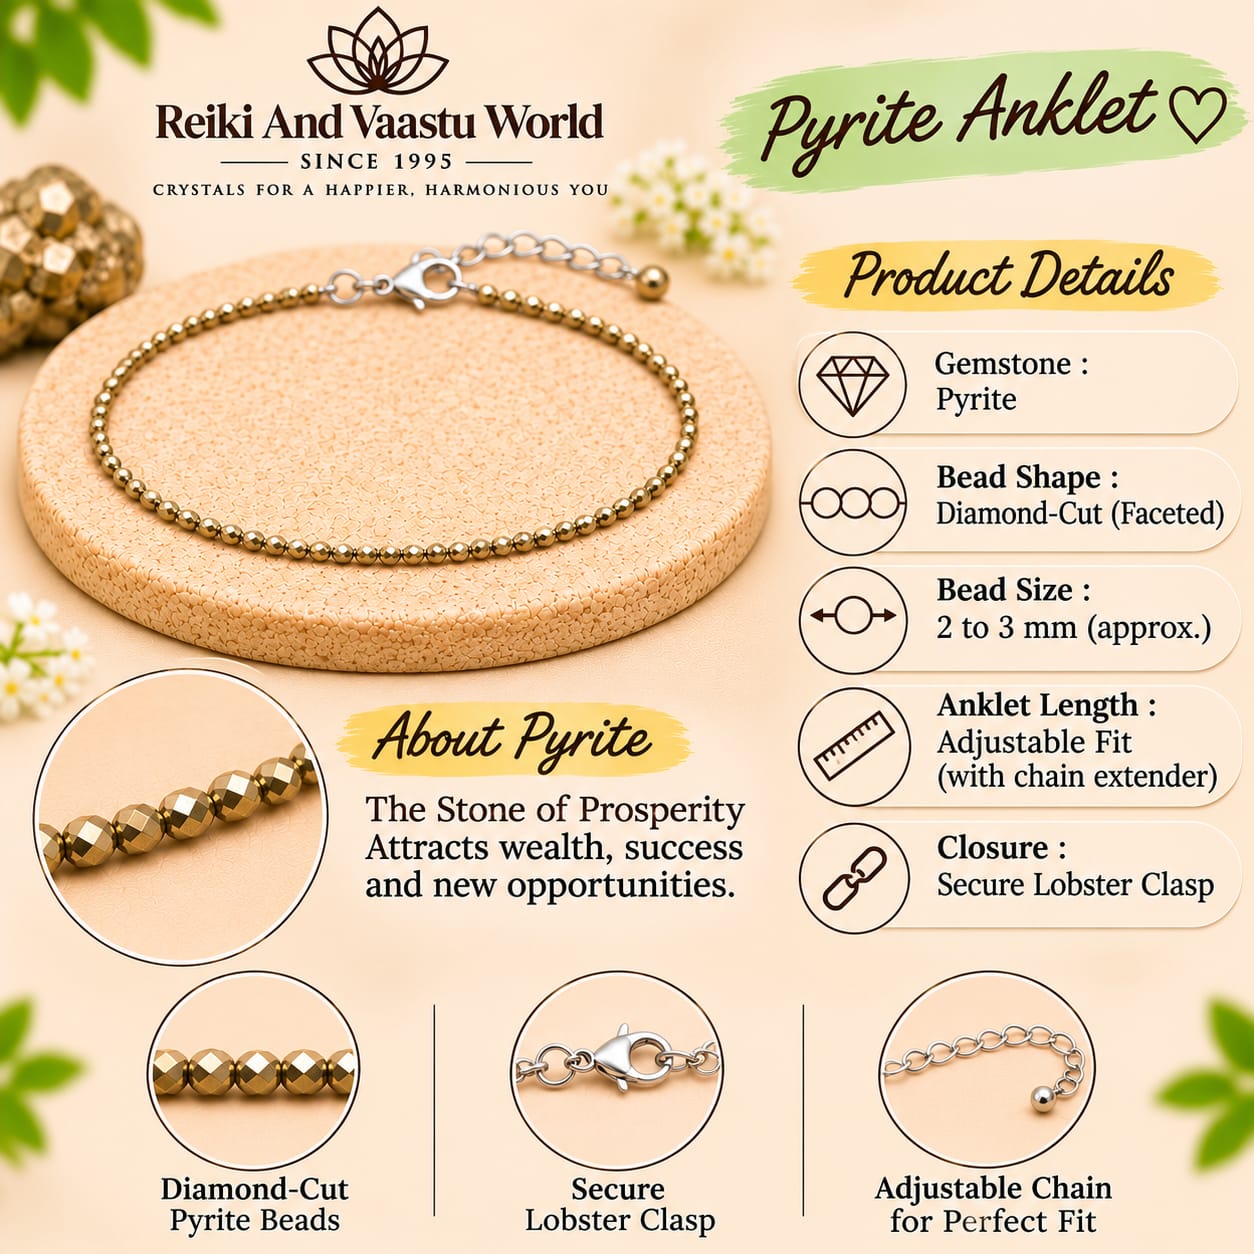 Reiki And Vaastu World
SINCE 1995
CRYSTALS FOR A HAPPIER, HARMONIOUS YOU
Pyrite Anklet
Product Details
Gemstone :
Pyrite
Bead Shape :
Diamond-Cut (Faceted)
Bead Size :
2 to 3 mm (approx.)
Anklet Length :
Adjustable Fit
(with chain extender)
Closure :
Secure Lobster Clasp
About Pyrite
The Stone of Prosperity
Attracts wealth, success
and new opportunities.
Diamond-Cut
Pyrite Beads
Secure
Lobster Clasp
Adjustable Chain
for Perfect Fit